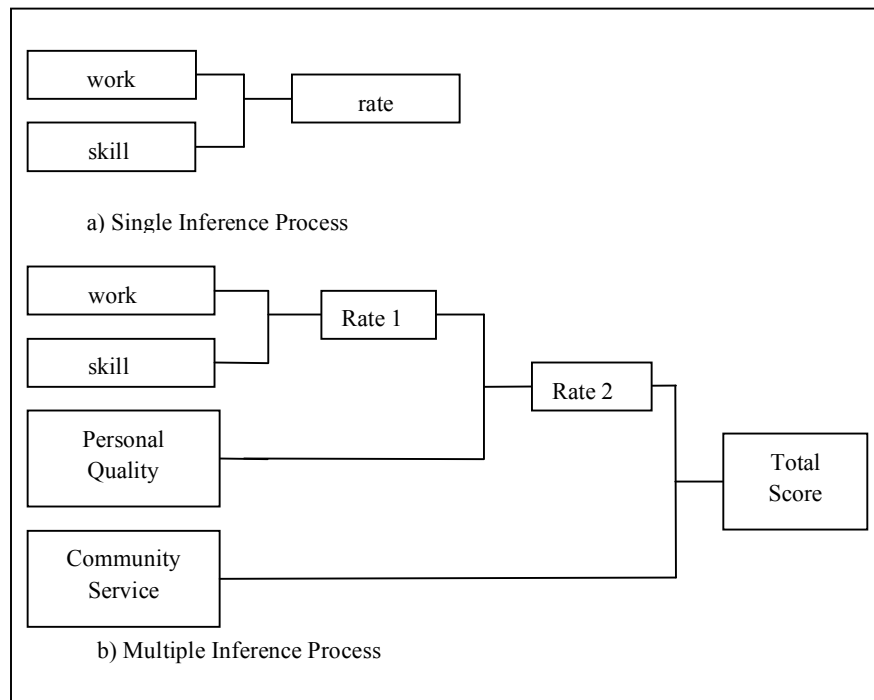 work
rate
skill
a) Single Inference Process
work
Rate 1
skill
Rate 2
Personal
Quality
Total
Score
Community
Service
b) Multiple Inference Process